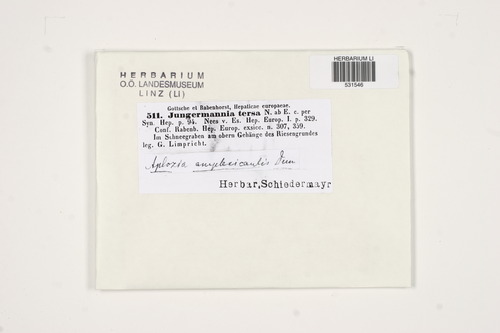 HERBARIUM
O.Ö. LANDESMUSEUM
LINZ (LI)
HERBARIUM LI
531546
Gottsche et Rabenhorst, Hepaticae europaeae.
511. Jungermannia tersa N. ab E. c. per
Syn. Hep. p. 94. Nees v. Es. Hep. Europ. I. p. 329.
Conf. Rabenh. Hep. Europ. exsicc. n. 307, 359.
Im Schneegraben am obern Gehänge des Riesengrundes
leg. G. Limpricht.
Aplozia amplexicaulis Dum
Herbar, Schiedermayr